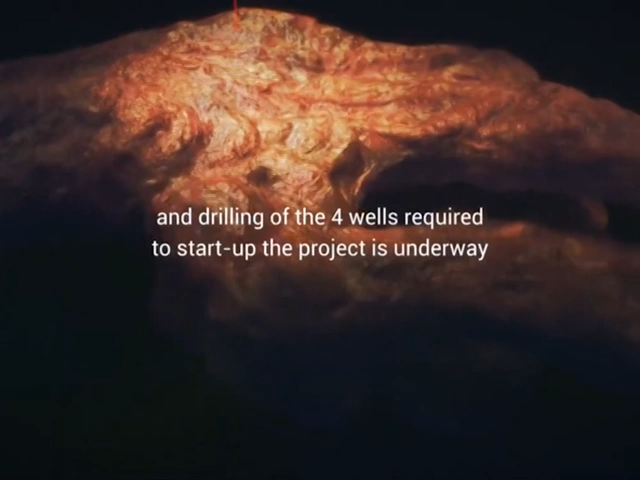 and drilling of the 4 wells required
to start-up the project is underway